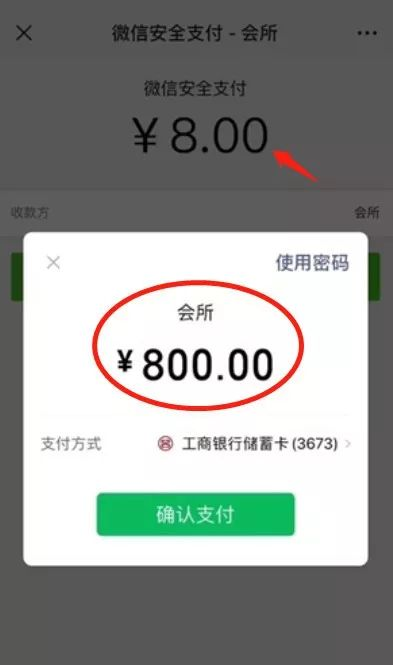 微信安全支付 - 会所
微信安全支付
￥8.00
收款方 会所
使用密码
会所
￥800.00
支付方式 工商银行储蓄卡(3673)
确认支付